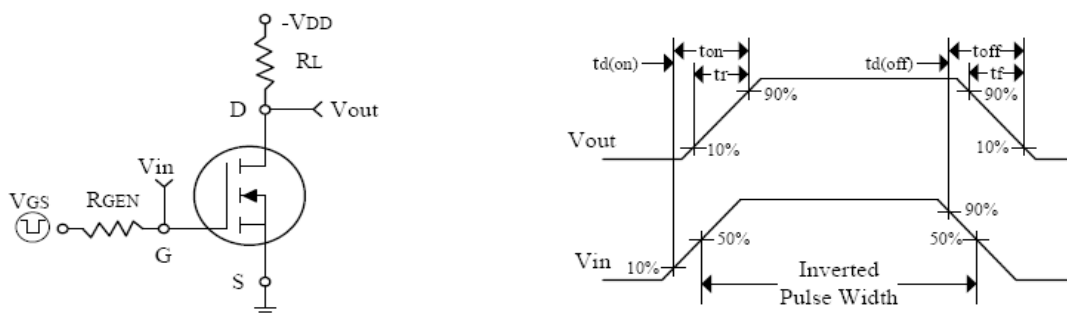 -VDD
RL
D
Vout
Vin
VGS
RGEN
G
S
ton
toff
td(on)
tr
td(off)
tf
90%
90%
Vout
10%
10%
90%
50%
50%
Vin
10%
Inverted
Pulse Width